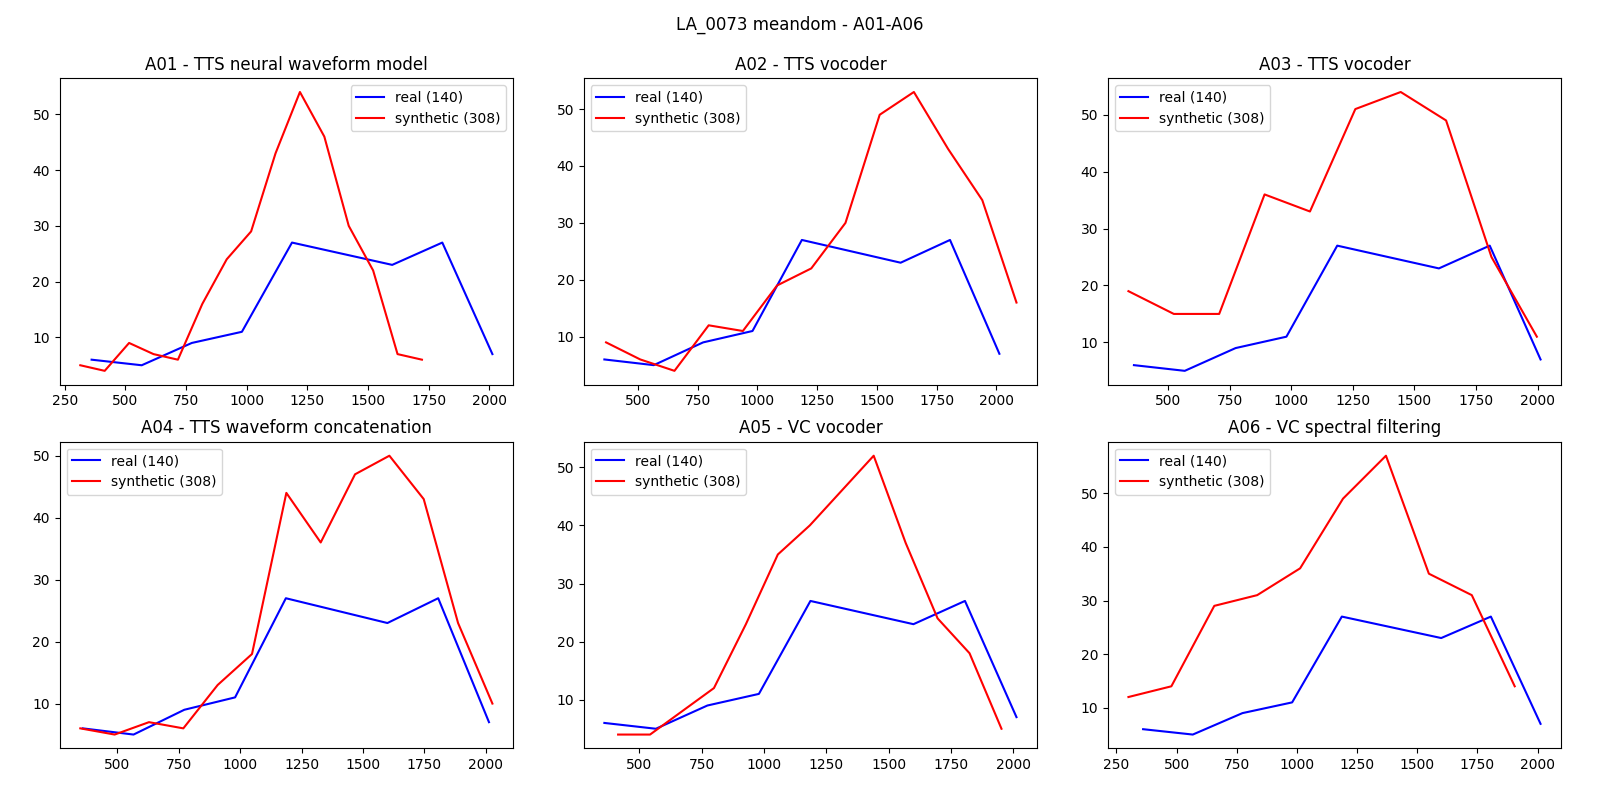 LA_0073 meandom - A01-A06
A01 - TTS neural waveform model
50
40
30
20
10
real (140)
synthetic (308)
250 500 750 1000 1250 1500 1750 2000
A02 - TTS vocoder
50
40
30
20
10
real (140)
synthetic (308)
500 750 1000 1250 1500 1750 2000
A03 - TTS vocoder
50
40
30
20
10
real (140)
synthetic (308)
500 750 1000 1250 1500 1750 2000
A04 - TTS waveform concatenation
50
40
30
20
10
real (140)
synthetic (308)
500 750 1000 1250 1500 1750 2000
A05 - VC vocoder
50
40
30
20
10
real (140)
synthetic (308)
500 750 1000 1250 1500 1750 2000
A06 - VC spectral filtering
50
40
30
20
10
real (140)
synthetic (308)
250 500 750 1000 1250 1500 1750 2000